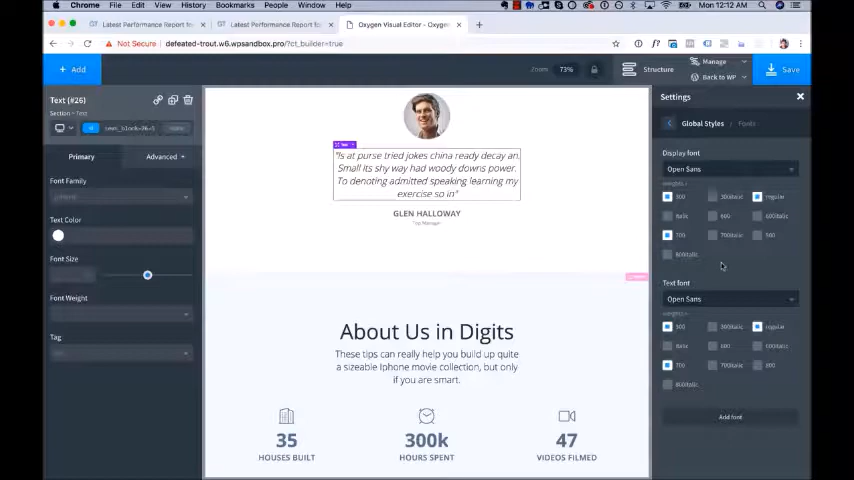 Chrome File Edit View History Bookmarks People Window Help
Mon 12:12 AM
Latest Performance Report for
Latest Performance Report for
Oxygen Visual Editor - Oxyge
Not Secure defeated-trout.w6.wpsandbox.pro/?ct_builder=true
+ Add
Zoom 73%
Structure
Manage
Back to WP
Save
Text (#26)
Section › Text
Primary
Advanced
Font Family
Text Color
Font Size
Font Weight
Tag
"Is at purse tried jokes china ready decay an.
Small its shy way had woody downs power.
To denoting admitted speaking learning my
exercise so in"
GLEN HALLOWAY
Top Manager
About Us in Digits
These tips can really help you build up quite
a sizeable Iphone movie collection, but only
if you are smart.
35
300k
47
HOURS SPENT
HOUSES BUILT
VIDEOS FILMED
Settings
Global Styles Fonts
Display font
Open Sans
300 300italic regular
italic 600 600italic
700 700italic
800italic
Text font
Open Sans
300 300italic regular
italic 600 600italic
700 700italic 800
800italic
Add font